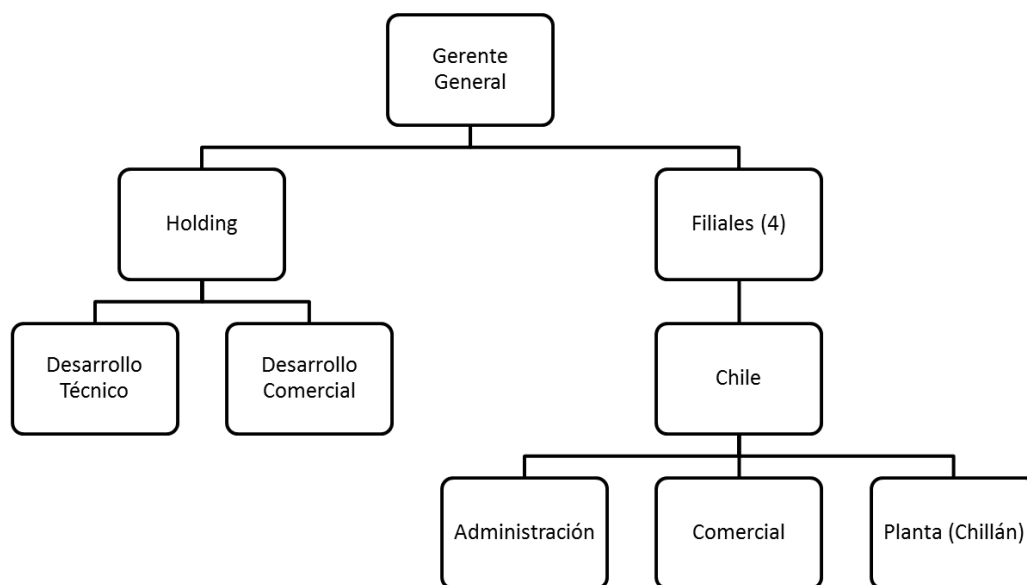 Gerente
General
Holding
Filiales (4)
Desarrollo
Técnico
Desarrollo
Comercial
Chile
Administración
Comercial
Planta (Chillán)